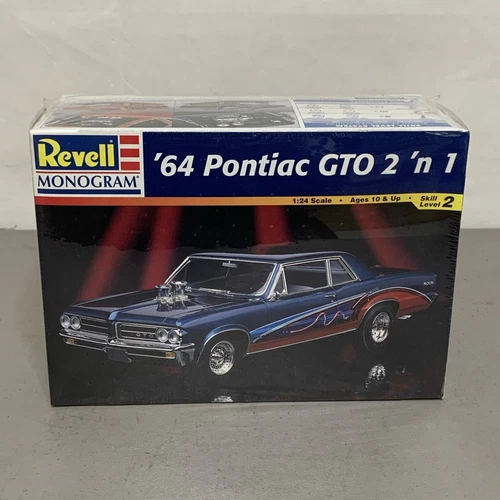 Revell
MONOGRAM®
'64 Pontiac GTO 2 'n 1
1:24 Scale • Ages 10 & Up • Skill Level 2